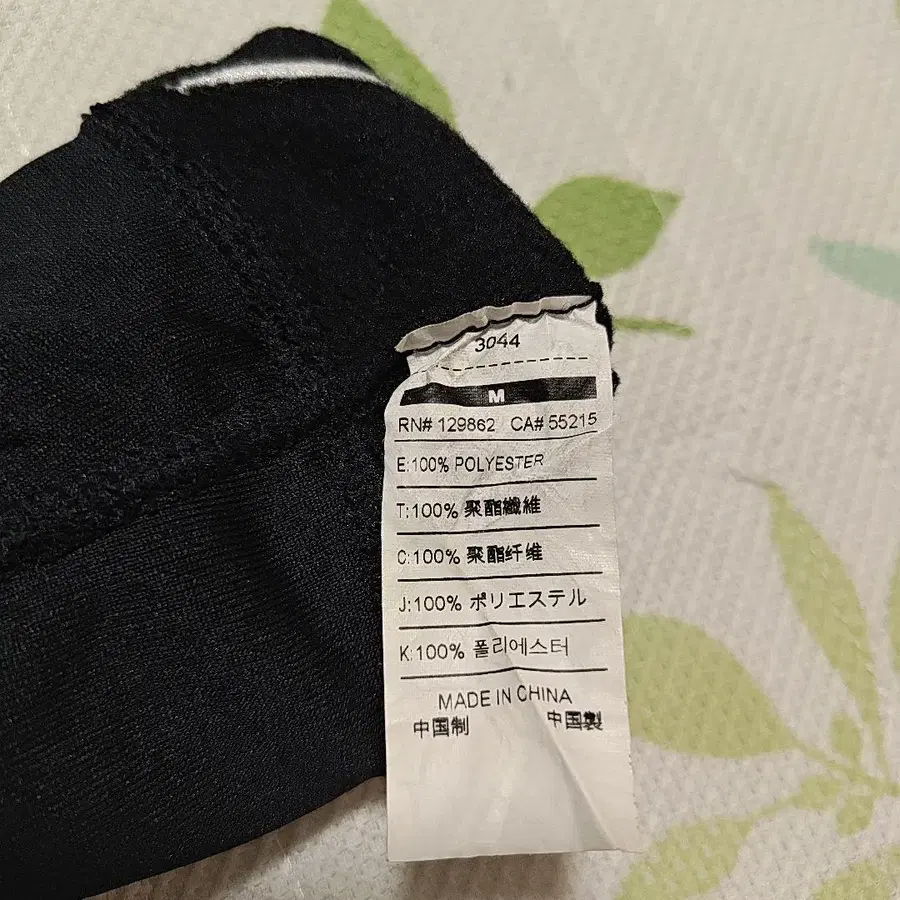 3044
M
RN# 129862 CA# 55215
E:100% POLYESTER
T:100% 聚酯纖維
C:100% 聚酯纤维
J:100% ポリエステル
K:100% 폴리에스터
MADE IN CHINA
中国制 中国製